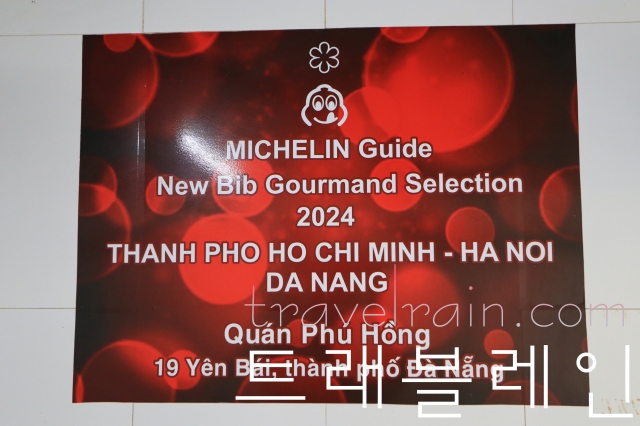 MICHELIN Guide
New Bib Gourmand Selection
2024
THANH PHO HO CHI MINH - HA NOI
DA NANG
travelrain.com
Quán Phu Hồng
19 Yên Bái, thành phố Đà Nẵng
트래블레인